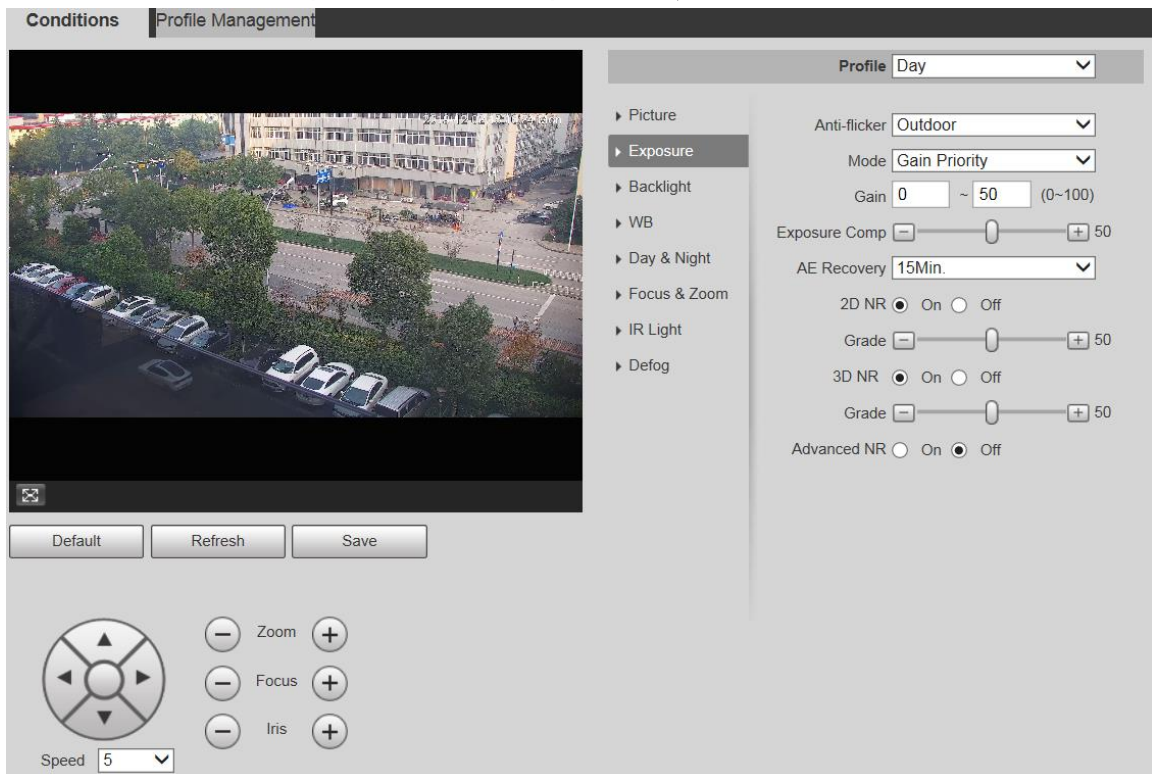 Conditions Profile Management
Profile Day
Picture
Exposure
Backlight
WB
Day & Night
Focus & Zoom
IR Light
Defog
Anti-flicker Outdoor
Mode Gain Priority
Gain 0 ~ 50 (0~100)
Exposure Comp 50
AE Recovery 15Min.
2D NR On Off
Grade 50
3D NR On Off
Grade 50
Advanced NR On Off
Default Refresh Save
Zoom
Focus
Iris
Speed 5